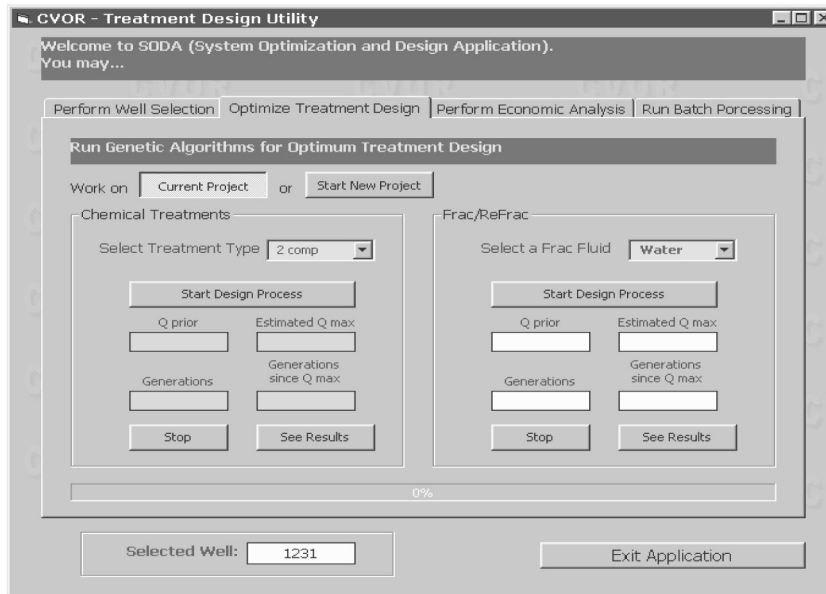 CVOR - Treatment Design Utility
Welcome to SODA (System Optimization and Design Application).
You may...
Perform Well Selection
Optimize Treatment Design
Perform Economic Analysis
Run Batch Porcessing
Run Genetic Algorithms for Optimum Treatment Design
Work on
Current Project
or
Start New Project
Chemical Treatments
Select Treatment Type
2 comp
Start Design Process
Q prior
Estimated Q max
Generations
Generations
since Q max
Stop
See Results
Frac/ReFrac
Select a Frac Fluid
Water
Start Design Process
Q prior
Estimated Q max
Generations
Generations
since Q max
Stop
See Results
0%
Selected Well:
1231
Exit Application